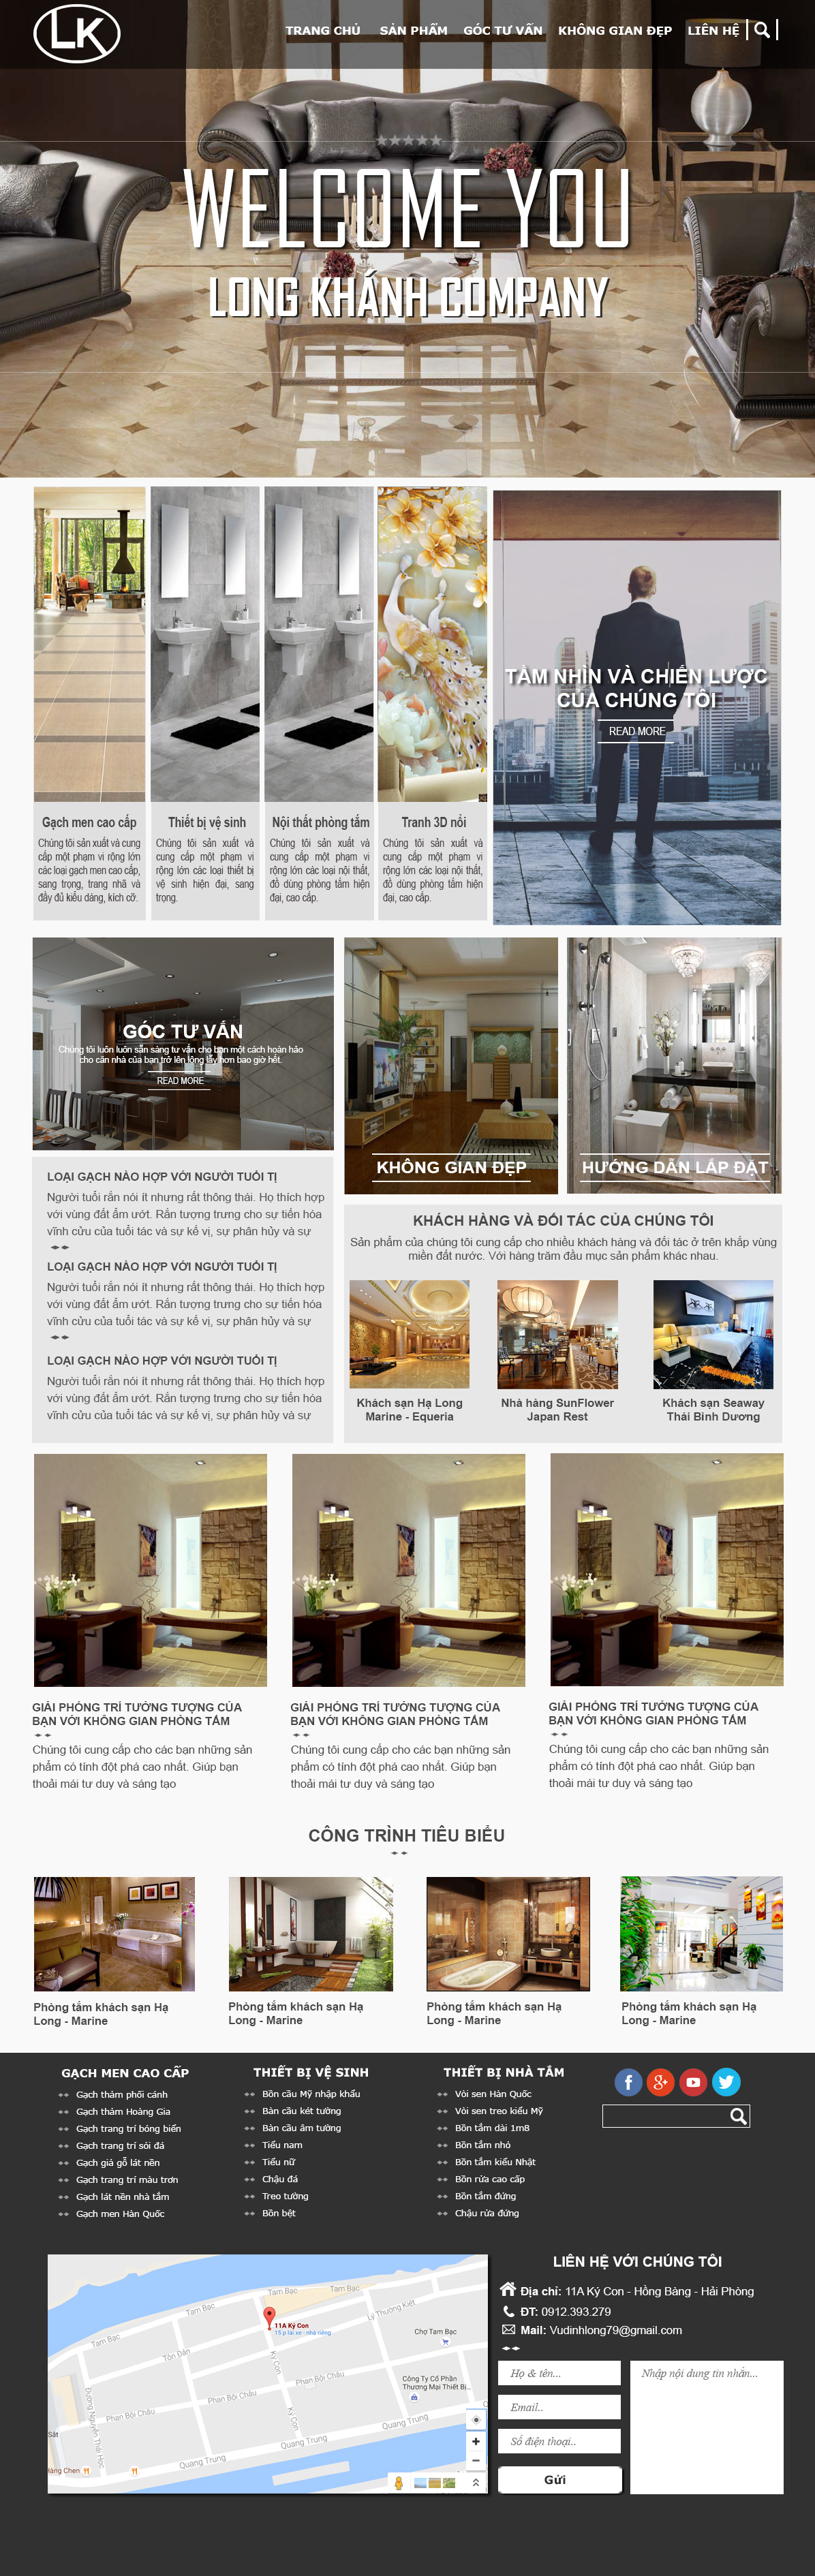 LK
TRANG CHỦ
SẢN PHẨM
GÓC TƯ VẤN
KHÔNG GIAN ĐẸP
LIÊN HỆ
WELCOME YOU
LONG KHÁNH COMPANY
Gạch men cao cấp
Chúng tôi sản xuất và cung
cấp một phạm vi rộng lớn
các loại gạch men cao cấp,
sang trọng, trang nhã và
đầy đủ kiểu dáng, kích cỡ.
Thiết bị vệ sinh
Chúng tôi sản xuất và
cung cấp một phạm vi
rộng lớn các loại thiết bị
vệ sinh hiện đại, sang
trọng.
Nội thất phòng tắm
Chúng tôi sản xuất và
cung cấp một phạm vi
rộng lớn các loại nội thất,
đồ dùng phòng tắm hiện
đại, cao cấp.
Tranh 3D nổi
Chúng tôi sản xuất và
cung cấp một phạm vi
rộng lớn các loại nội thất,
đồ dùng phòng tắm hiện
đại, cao cấp.
TẦM NHÌN VÀ CHIẾN LƯỢC
CỦA CHÚNG TÔI
READ MORE
GÓC TƯ VẤN
Chúng tôi luôn luôn sẵn sàng tư vấn cho bạn một cách hoàn hảo
cho căn nhà của bạn trở lên lộng lẫy hơn bao giờ hết.
READ MORE
KHÔNG GIAN ĐẸP
HƯỚNG DẪN LẮP ĐẶT
LOẠI GẠCH NÀO HỢP VỚI NGƯỜI TUỔI TỊ
Người tuổi rắn nói ít nhưng rất thông thái. Họ thích hợp
với vùng đất ẩm ướt. Rắn tượng trưng cho sự tiến hóa
vĩnh cửu của tuổi tác và sự kế vị, sự phân hủy và sự
LOẠI GẠCH NÀO HỢP VỚI NGƯỜI TUỔI TỊ
Người tuổi rắn nói ít nhưng rất thông thái. Họ thích hợp
với vùng đất ẩm ướt. Rắn tượng trưng cho sự tiến hóa
vĩnh cửu của tuổi tác và sự kế vị, sự phân hủy và sự
LOẠI GẠCH NÀO HỢP VỚI NGƯỜI TUỔI TỊ
Người tuổi rắn nói ít nhưng rất thông thái. Họ thích hợp
với vùng đất ẩm ướt. Rắn tượng trưng cho sự tiến hóa
vĩnh cửu của tuổi tác và sự kế vị, sự phân hủy và sự
KHÁCH HÀNG VÀ ĐỐI TÁC CỦA CHÚNG TÔI
Sản phẩm của chúng tôi cung cấp cho nhiều khách hàng và đối tác ở trên khắp vùng
miền đất nước. Với hàng trăm đầu mục sản phẩm khác nhau.
Khách sạn Hạ Long
Marine - Equeria
Nhà hàng SunFlower
Japan Rest
Khách sạn Seaway
Thái Bình Dương
GIẢI PHÓNG TRÍ TƯỞNG TƯỢNG CỦA
BẠN VỚI KHÔNG GIAN PHÒNG TẮM
Chúng tôi cung cấp cho các bạn những sản
phẩm có tính đột phá cao nhất. Giúp bạn
thoải mái tư duy và sáng tạo
GIẢI PHÓNG TRÍ TƯỞNG TƯỢNG CỦA
BẠN VỚI KHÔNG GIAN PHÒNG TẮM
Chúng tôi cung cấp cho các bạn những sản
phẩm có tính đột phá cao nhất. Giúp bạn
thoải mái tư duy và sáng tạo
GIẢI PHÓNG TRÍ TƯỞNG TƯỢNG CỦA
BẠN VỚI KHÔNG GIAN PHÒNG TẮM
Chúng tôi cung cấp cho các bạn những sản
phẩm có tính đột phá cao nhất. Giúp bạn
thoải mái tư duy và sáng tạo
CÔNG TRÌNH TIÊU BIỂU
Phòng tắm khách sạn Hạ
Long - Marine
Phòng tắm khách sạn Hạ
Long - Marine
Phòng tắm khách sạn Hạ
Long - Marine
Phòng tắm khách sạn Hạ
Long - Marine
GẠCH MEN CAO CẤP
Gạch thảm phối cảnh
Gạch thảm Hoàng Gia
Gạch trang trí bóng biển
Gạch trang trí sỏi đá
Gạch giả gỗ lát nền
Gạch trang trí màu trơn
Gạch lát nền nhà tắm
Gạch men Hàn Quốc
THIẾT BỊ VỆ SINH
Bồn cầu Mỹ nhập khẩu
Bàn cầu két tường
Bàn cầu âm tường
Tiểu nam
Tiểu nữ
Chậu đá
Treo tường
Bồn bệt
THIẾT BỊ NHÀ TẮM
Vòi sen Hàn Quốc
Vòi sen treo kiểu Mỹ
Bồn tắm dài 1m8
Bồn tắm nhỏ
Bồn tắm kiểu Nhật
Bồn rửa cao cấp
Bồn tắm đứng
Chậu rửa đứng
LIÊN HỆ VỚI CHÚNG TÔI
Địa chỉ: 11A Ký Con - Hồng Bàng - Hải Phòng
ĐT: 0912.393.279
Mail: Vudinhlong79@gmail.com
Họ & tên...
Email..
Số điện thoại..
Gửi
Nhập nội dung tin nhắn...
Tam Bạc
Tam Bạc
Tam Bạc
Lý Thường Kiệt
11A Ký Con
15 p lái xe - nhà riêng
Chợ Tam Bạc
Tôn Đản
Ký Con
Công Ty Cổ Phần
Thương Mại Thiết Bị...
Phan Bội Châu
Phan Bội Châu
Phan Bội Châu
Đường Nguyễn Thái Học
Ký Con
Quang Trung
Quang Trung
Quang Trung
Sắt
Hàng Chen